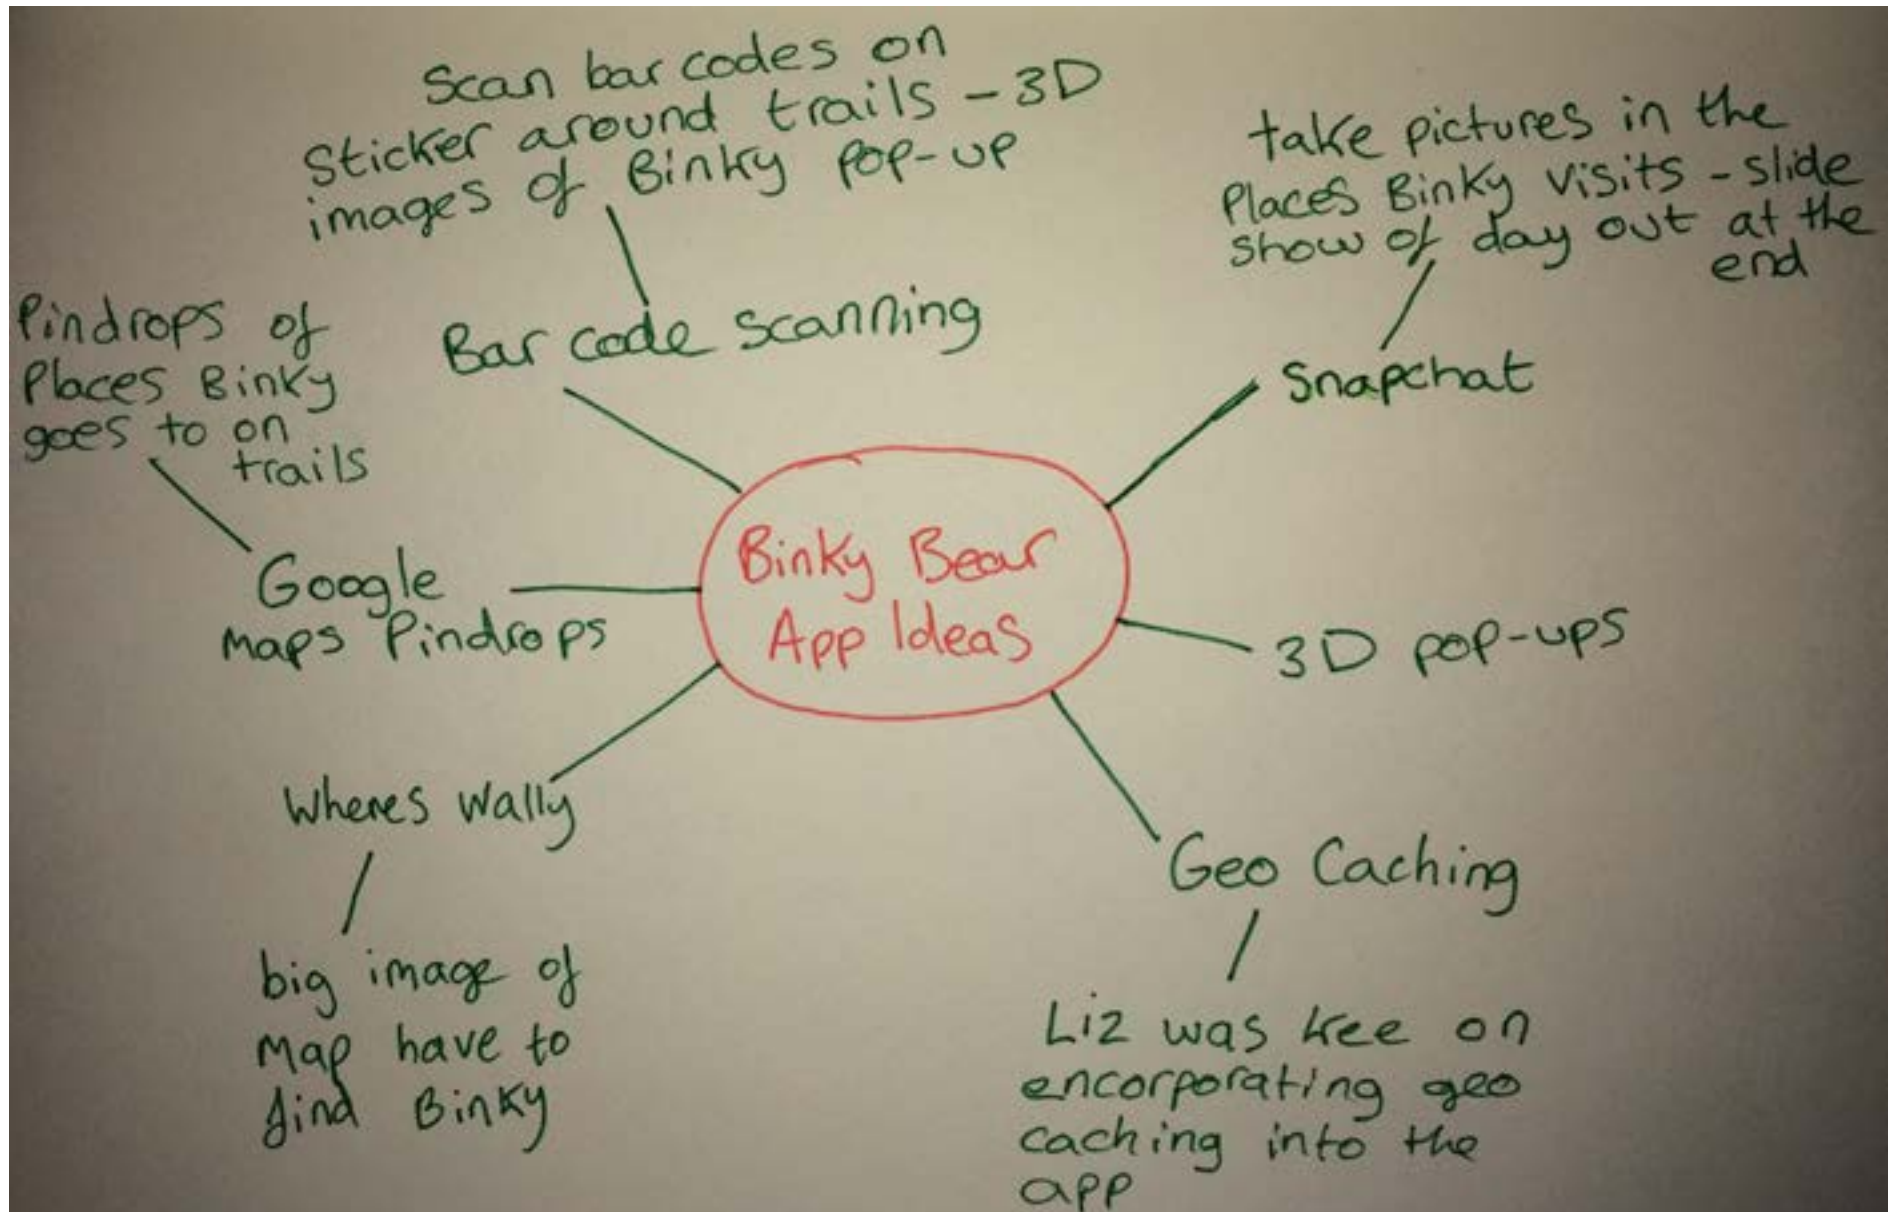 Binky Bear
App Ideas
Scan bar codes on
Sticker around trails - 3D
images of Binky pop-up
Bar code scanning
take pictures in the
Places Binky visits - slide
show of day out at the
end
Snapchat
3D pop-ups
Geo Caching
Liz was kee on
encorporating geo
caching into the
app
Wheres Wally
big image of
Map have to
find Binky
Google
maps Pindrops
Pindrops of
Places Binky
goes to on
trails